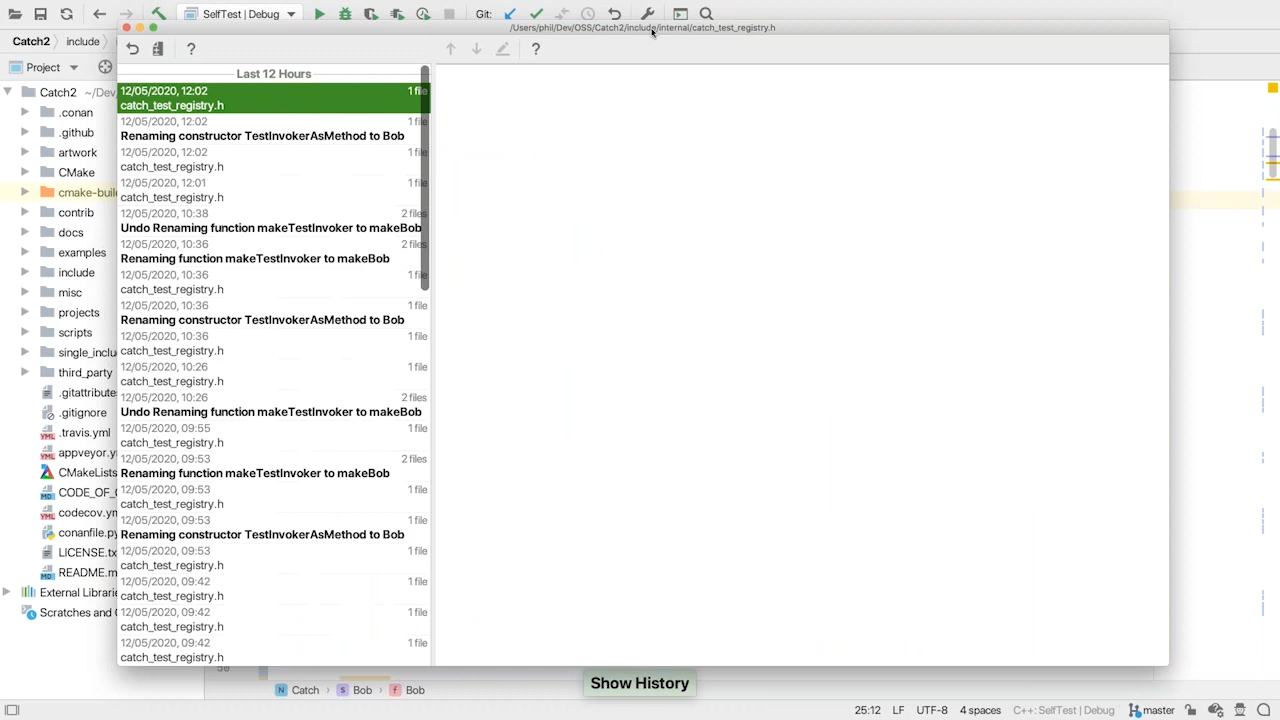 SelfTest | Debug
Git:
/Users/phil/Dev/OSS/Catch2/include/internal/catch_test_registry.h
Catch2
include
Project
Catch2 ~/Dev
.conan
.github
artwork
CMake
cmake-buil
contrib
docs
examples
include
misc
projects
scripts
single_inclu
third_party
.gitattribute
.gitignore
.travis.yml
appveyor.y
CMakeLists
CODE_OF_
codecov.ym
conanfile.py
LICENSE.tx
README.m
External Librarie
Scratches and
Last 12 Hours
12/05/2020, 12:02 1 file
catch_test_registry.h
12/05/2020, 12:02 1 file
Renaming constructor TestInvokerAsMethod to Bob
12/05/2020, 12:02 1 file
catch_test_registry.h
12/05/2020, 12:01 1 file
catch_test_registry.h
12/05/2020, 10:38 2 files
Undo Renaming function makeTestInvoker to makeBob
12/05/2020, 10:36 2 files
Renaming function makeTestInvoker to makeBob
12/05/2020, 10:36 1 file
catch_test_registry.h
12/05/2020, 10:36 1 file
Renaming constructor TestInvokerAsMethod to Bob
12/05/2020, 10:36 1 file
catch_test_registry.h
12/05/2020, 10:26 1 file
catch_test_registry.h
12/05/2020, 10:26 2 files
Undo Renaming function makeTestInvoker to makeBob
12/05/2020, 09:55 1 file
catch_test_registry.h
12/05/2020, 09:53 2 files
Renaming function makeTestInvoker to makeBob
12/05/2020, 09:53 1 file
catch_test_registry.h
12/05/2020, 09:53 1 file
Renaming constructor TestInvokerAsMethod to Bob
12/05/2020, 09:53 1 file
catch_test_registry.h
12/05/2020, 09:42 1 file
catch_test_registry.h
12/05/2020, 09:42 1 file
catch_test_registry.h
12/05/2020, 09:42 1 file
catch_test_registry.h
Catch › Bob › Bob
Show History
25:12 LF UTF-8 4 spaces C++: SelfTest | Debug master